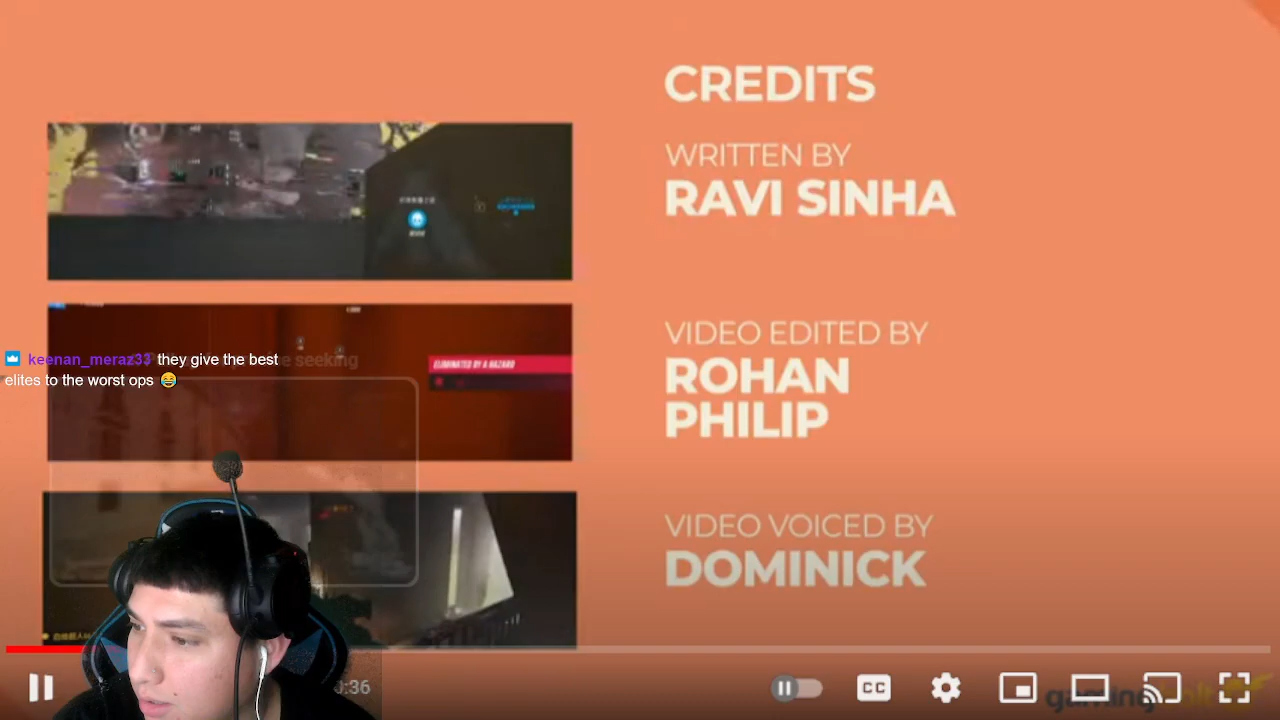 CREDITS
WRITTEN BY
RAVI SINHA
ELIMINATED BY A HAZARD
VIDEO EDITED BY
ROHAN
PHILIP
keenan_meraz33 they give the best
elites to the worst ops 😂
seeking
VIDEO VOICED BY
DOMINICK
0:36
CC